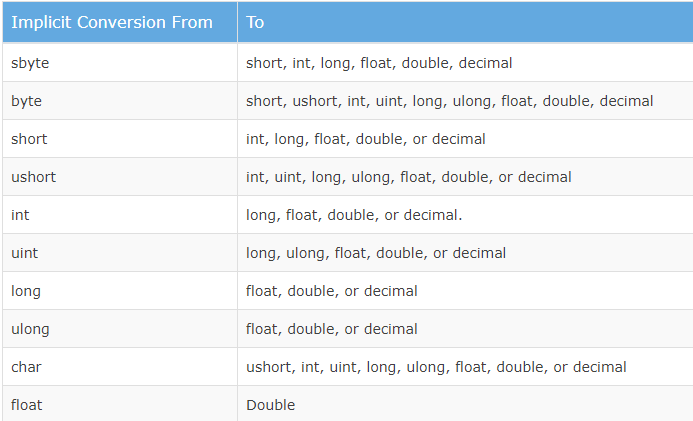 Implicit Conversion From To
sbyte short, int, long, float, double, decimal
byte short, ushort, int, uint, long, ulong, float, double, decimal
short int, long, float, double, or decimal
ushort int, uint, long, ulong, float, double, or decimal
int long, float, double, or decimal.
uint long, ulong, float, double, or decimal
long float, double, or decimal
ulong float, double, or decimal
char ushort, int, uint, long, ulong, float, double, or decimal
float Double